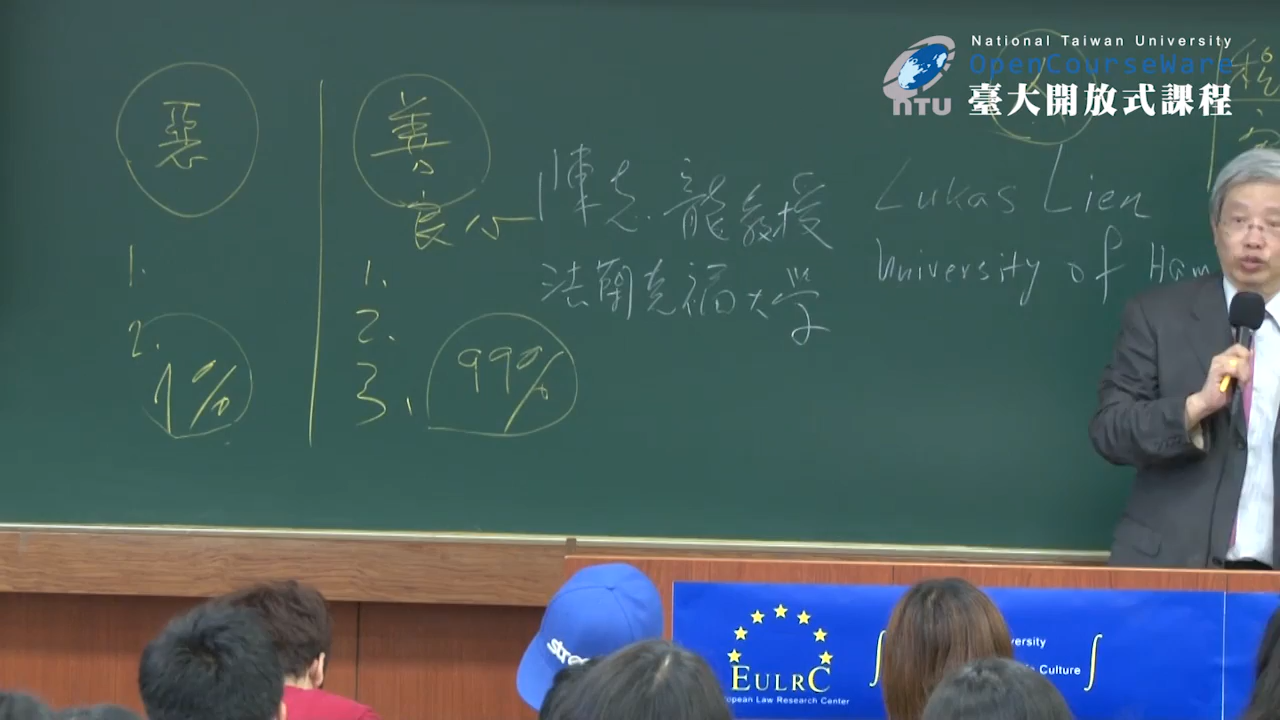 National Taiwan University
OpenCourseWare
臺大開放式課程
NTU
惡
善
良心
1.
2.
1%
1.
2.
3.
99%
陳志龍教授
法蘭克福大学
Lukas Lien
University of Ham
EULRC
European Law Research Center
Culture